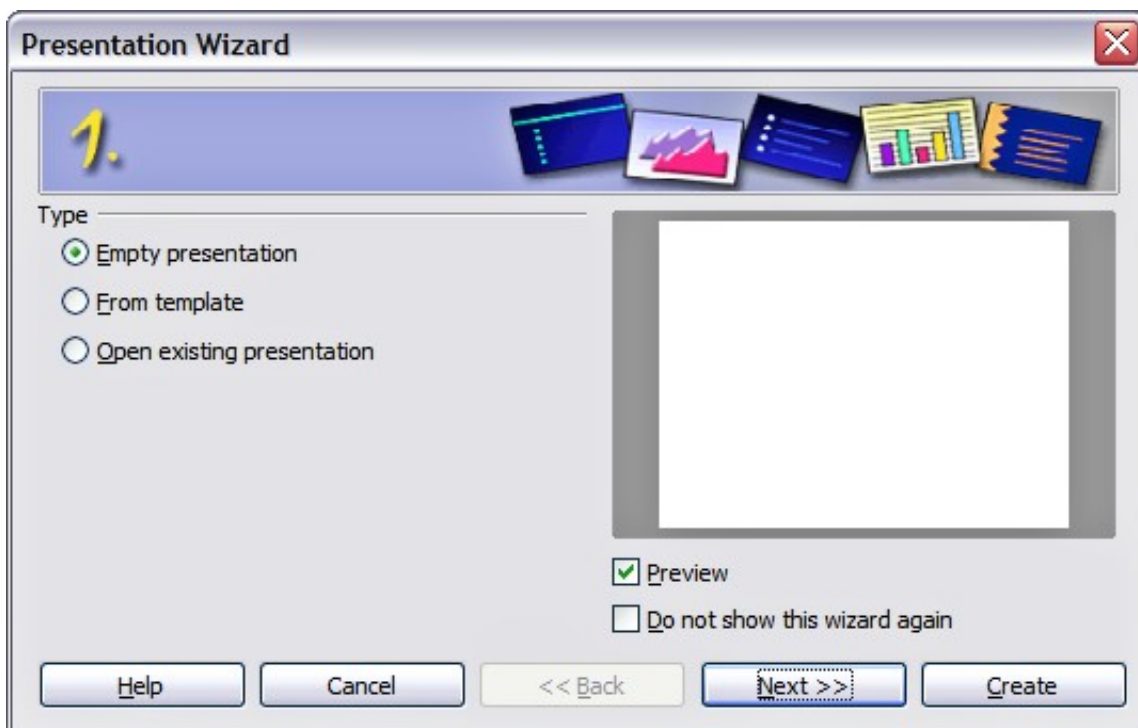 Presentation Wizard
1.
Type
Empty presentation
From template
Open existing presentation
Preview
Do not show this wizard again
Help
Cancel
<< Back
Next >>
Create